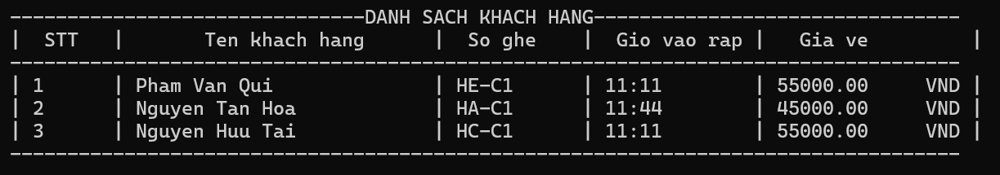 -------------------------------DANH SACH KHACH HANG--------------------------------
|  STT   |       Ten khach hang      |  So ghe    |  Gio vao rap |   Gia ve         |
-----------------------------------------------------------------------------------
| 1      | Pham Van Qui              | HE-C1      | 11:11        | 55000.00     VND |
| 2      | Nguyen Tan Hoa            | HA-C1      | 11:44        | 45000.00     VND |
| 3      | Nguyen Huu Tai            | HC-C1      | 11:11        | 55000.00     VND |
-----------------------------------------------------------------------------------